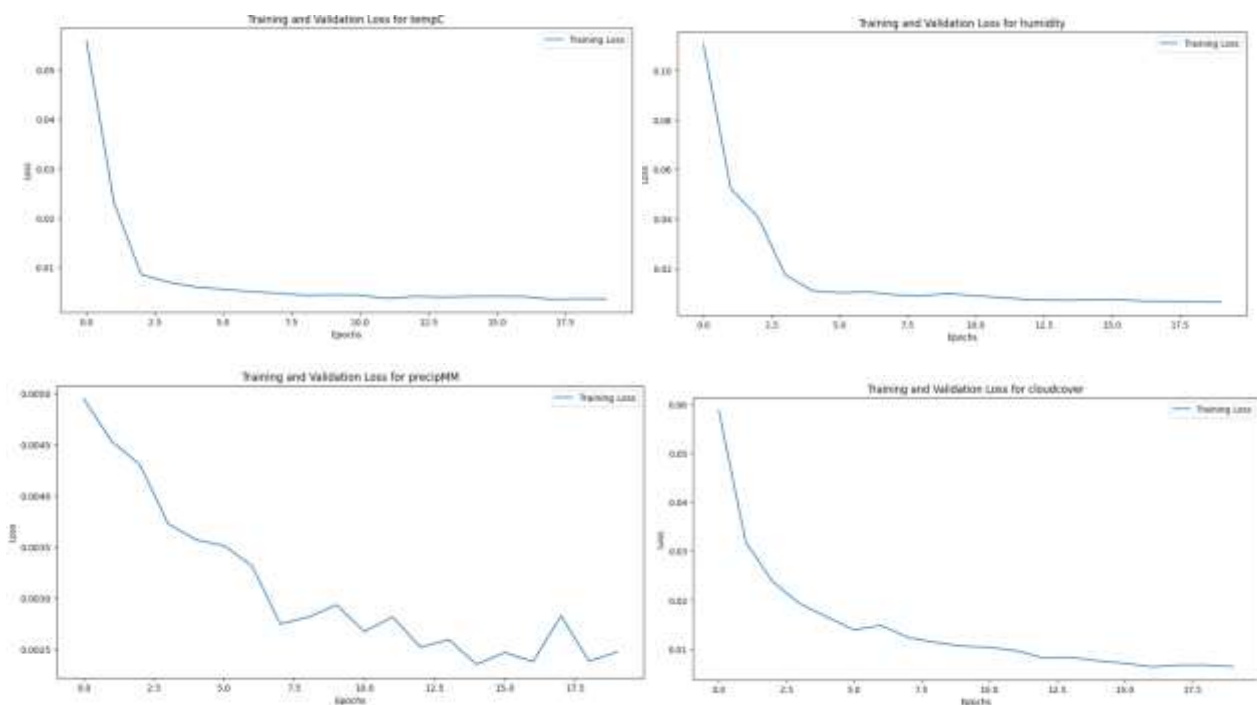 Training and Validation Loss for tempC
Training Loss
0.05
0.04
0.03
0.02
0.01
Loss
0.0 2.5 5.0 7.5 10.0 12.5 15.0 17.5
Epochs
Training and Validation Loss for humidity
Training Loss
0.10
0.08
0.06
0.04
0.02
Loss
0.0 2.5 5.0 7.5 10.0 12.5 15.0 17.5
Epochs
Training and Validation Loss for precipMM
Training Loss
0.0050
0.0045
0.0040
0.0035
0.0030
0.0025
Loss
0.0 2.5 5.0 7.5 10.0 12.5 15.0 17.5
Epochs
Training and Validation Loss for cloudcover
Training Loss
0.06
0.05
0.04
0.03
0.02
0.01
Loss
0.0 2.5 5.0 7.5 10.0 12.5 15.0 17.5
Epochs